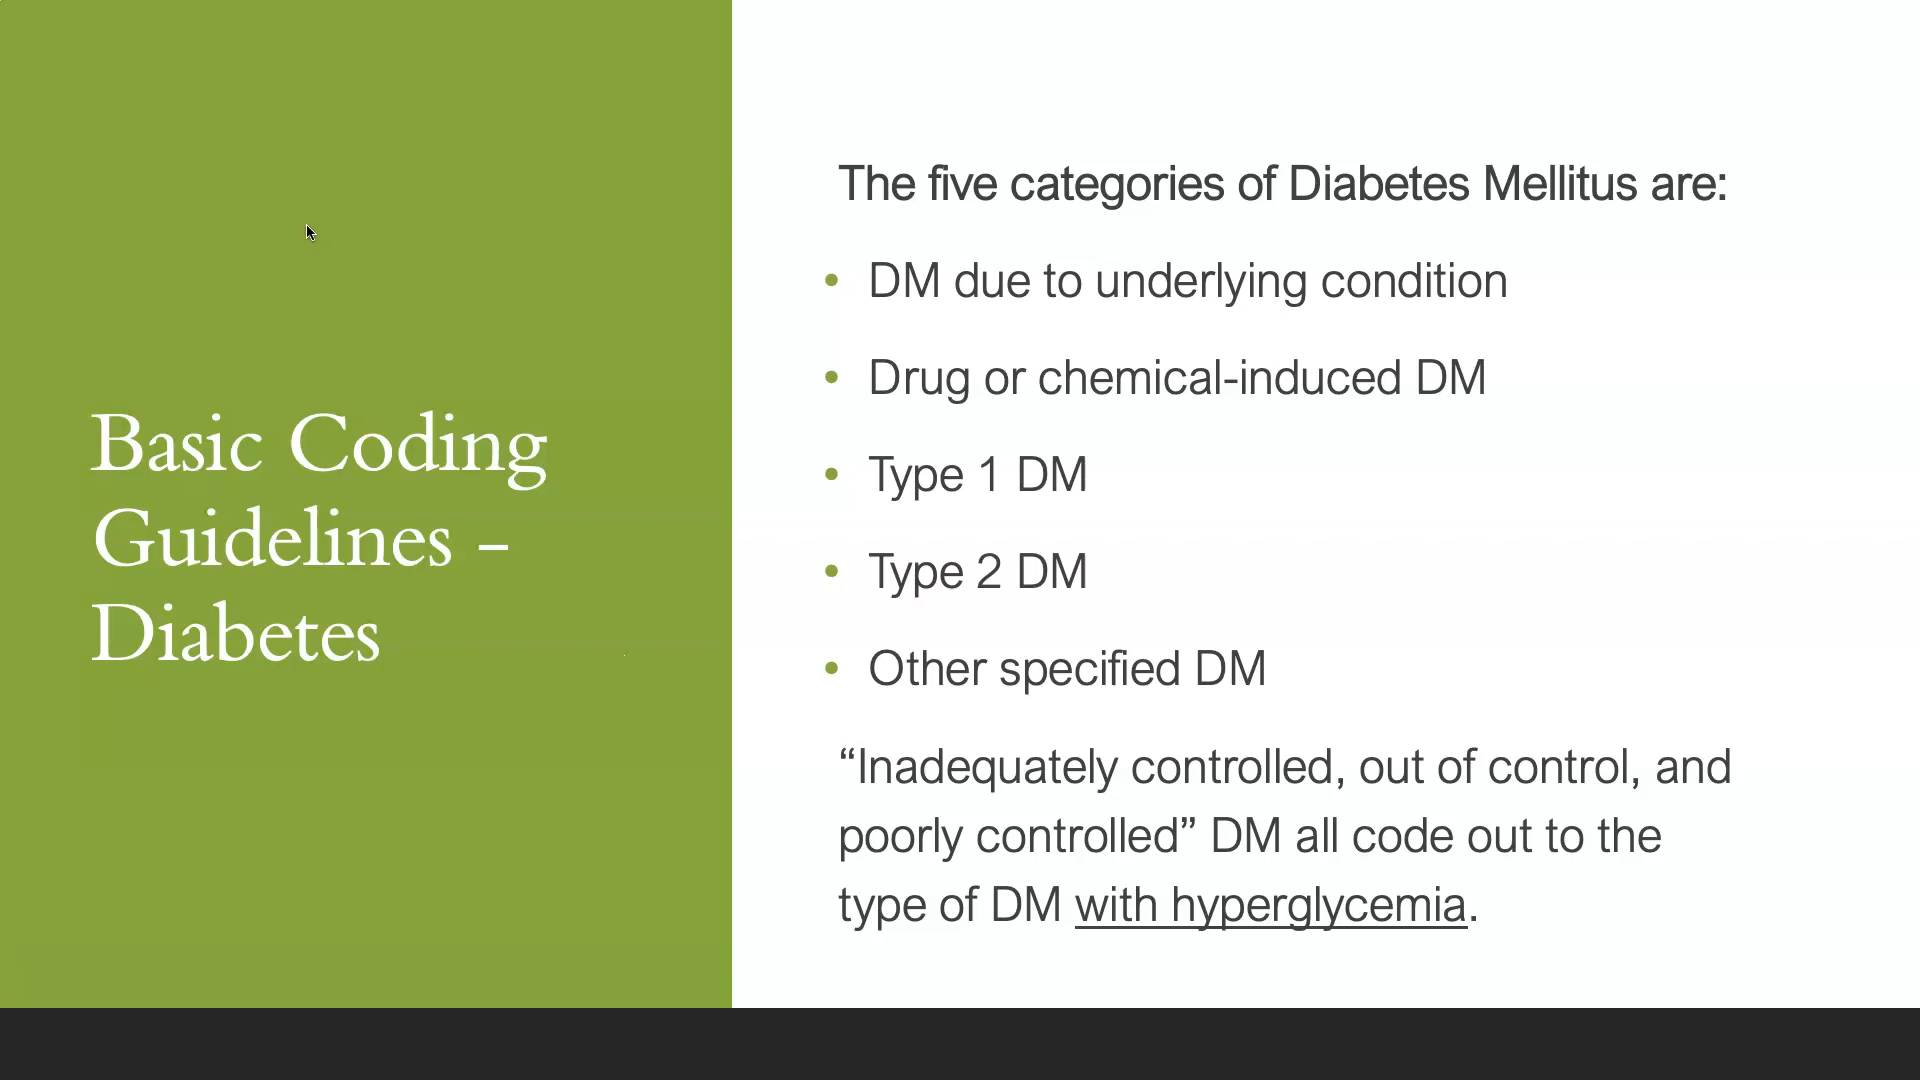 Basic Coding
Guidelines -
Diabetes
The five categories of Diabetes Mellitus are:
• DM due to underlying condition
• Drug or chemical-induced DM
• Type 1 DM
• Type 2 DM
• Other specified DM
“Inadequately controlled, out of control, and
poorly controlled” DM all code out to the
type of DM with hyperglycemia.